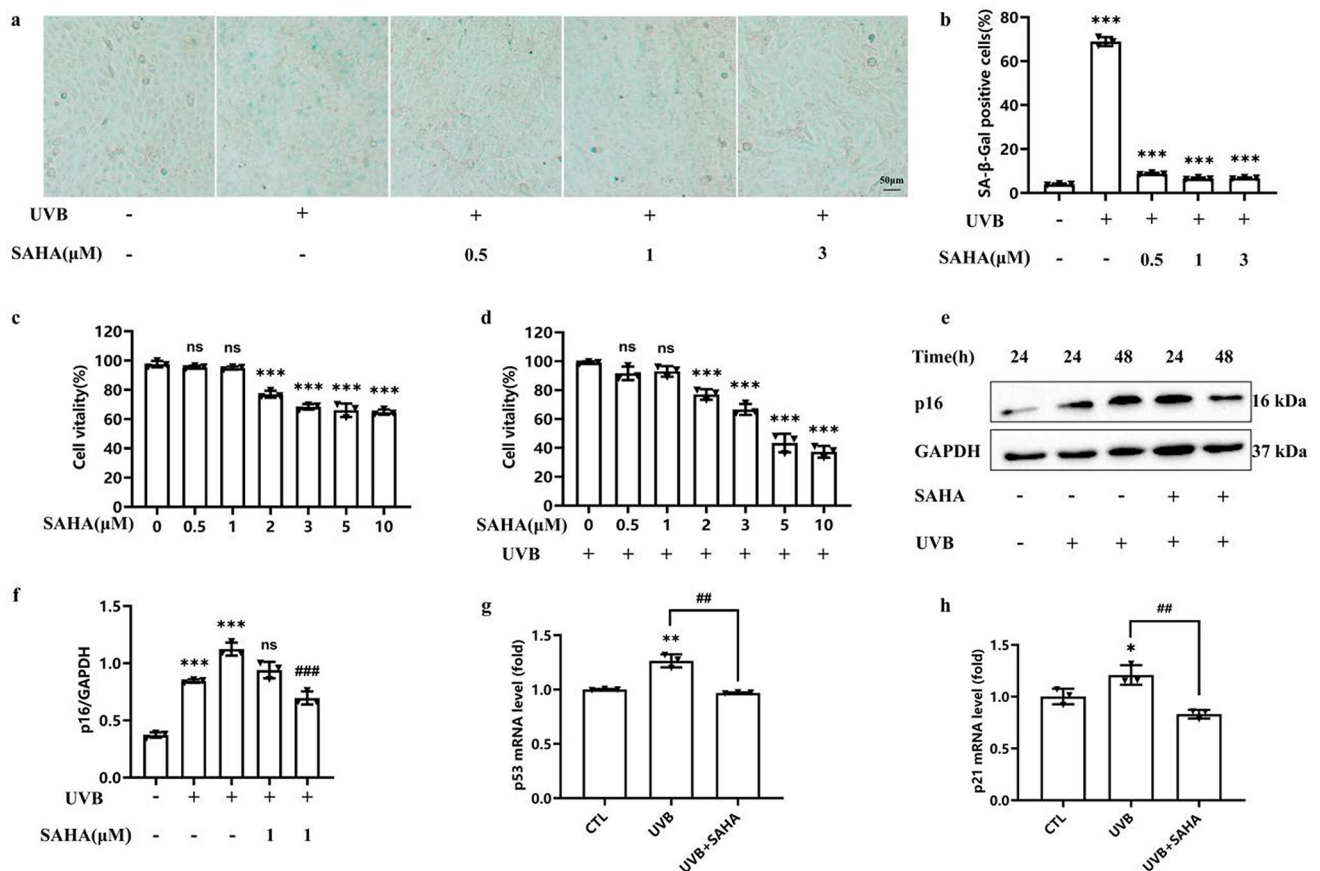 a
50μm
UVB - + + + +
SAHA(μM) - - 0.5 1 3
b
SA-β-Gal positive cells(%)
80
60
40
20
0
***
*** *** ***
UVB - + + + +
SAHA(μM) - - 0.5 1 3
c
Cell vitality(%)
120
100
80
60
40
20
0
ns ns *** *** *** ***
SAHA(μM) 0 0.5 1 2 3 5 10
d
Cell vitality(%)
120
100
80
60
40
20
0
ns ns *** *** *** ***
SAHA(μM) 0 0.5 1 2 3 5 10
UVB + + + + + + +
e
Time(h) 24 24 48 24 48
p16 16 kDa
GAPDH 37 kDa
SAHA - - - + +
UVB - + + + +
f
p16/GAPDH
1.5
1.0
0.5
0.0
*** *** ns ###
UVB - + + + +
SAHA(μM) - - - 1 1
g
p53 mRNA level (fold)
1.5
1.0
0.5
0.0
##
**
CTL UVB UVB+SAHA
h
p21 mRNA level (fold)
1.5
1.0
0.5
0.0
##
*
CTL UVB UVB+SAHA